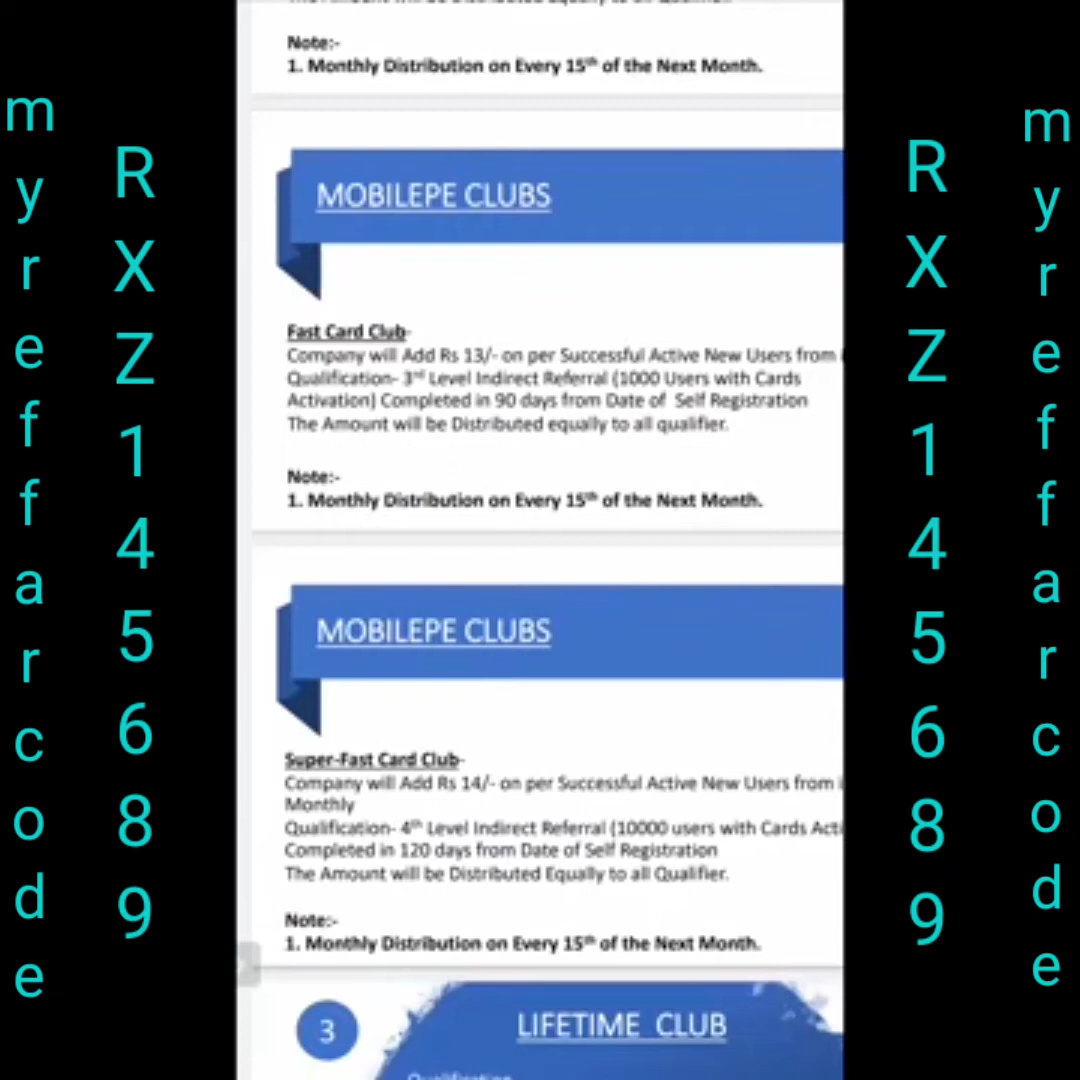 Note:-
1. Monthly Distribution on Every 15th of the Next Month.
MOBILEPE CLUBS
Fast Card Club-
Company will Add Rs 13/- on per Successful Active New Users from
Qualification- 3rd Level Indirect Referral (1000 Users with Cards
Activation) Completed in 90 days from Date of Self Registration
The Amount will be Distributed equally to all qualifier.
Note:-
1. Monthly Distribution on Every 15th of the Next Month.
MOBILEPE CLUBS
Super-Fast Card Club-
Company will Add Rs 14/- on per Successful Active New Users from
Monthly
Qualification- 4th Level Indirect Referral (10000 users with Cards
Completed in 120 days from Date of Self Registration
The Amount will be Distributed Equally to all Qualifier.
Note:-
1. Monthly Distribution on Every 15th of the Next Month.
3
LIFETIME CLUB
myreffarcode
RXZ145689
RXZ145689
myreffarcode